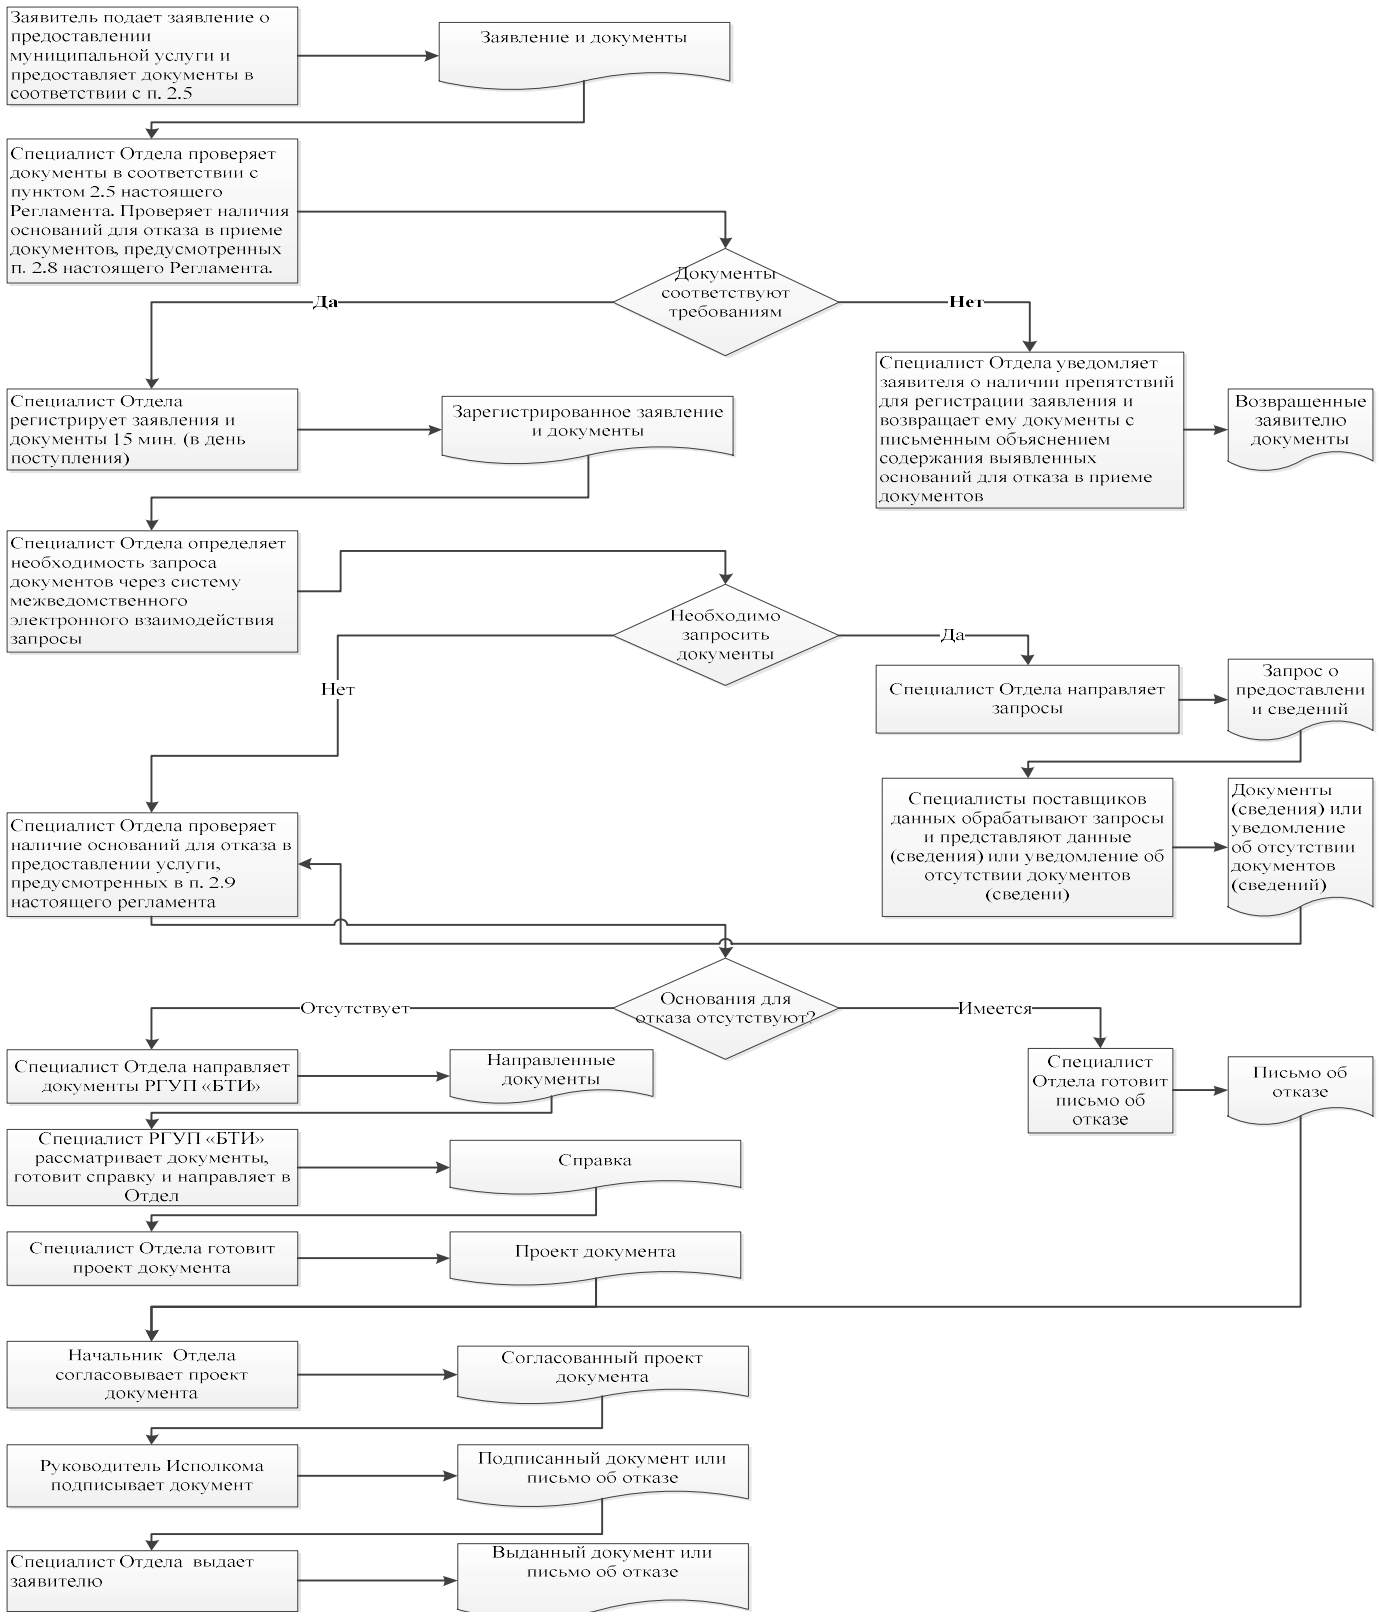 Заявитель подает заявление о
предоставлении
муниципальной услуги и
предоставляет документы в
соответствии с п. 2.5
Заявление и документы
Специалист Отдела проверяет
документы в соответствии с
пунктом 2.5 настоящего
Регламента. Проверяет наличия
оснований для отказа в приеме
документов, предусмотренных
п. 2.8 настоящего Регламента.
Документы
соответствуют
требованиям
Да
Нет
Специалист Отдела
регистрирует заявления и
документы 15 мин. (в день
поступления)
Зарегистрированное заявление
и документы
Специалист Отдела уведомляет
заявителя о наличии препятствий
для регистрации заявления и
возвращает ему документы с
письменным объяснением
содержания выявленных
оснований для отказа в приеме
документов
Возвращенные
заявителю
документы
Специалист Отдела определяет
необходимость запроса
документов через систему
межведомственного
электронного взаимодействия
запросы
Необходимо
запросить
документы
Да
Нет
Специалист Отдела направляет
запросы
Запрос о
предоставлени
и сведений
Специалисты поставщиков
данных обрабатывают запросы
и представляют данные
(сведения) или уведомление об
отсутствии документов
(сведени)
Документы
(сведения) или
уведомление
об отсутствии
документов
(сведений)
Специалист Отдела проверяет
наличие оснований для отказа в
предоставлении услуги,
предусмотренных в п. 2.9
настоящего регламента
Основания для
отказа отсутствуют?
Отсутствует
Имеется
Специалист Отдела направляет
документы РГУП «БТИ»
Направленные
документы
Специалист
Отдела готовит
письмо об
отказе
Письмо об
отказе
Специалист РГУП «БТИ»
рассматривает документы,
готовит справку и направляет в
Отдел
Справка
Специалист Отдела готовит
проект документа
Проект документа
Начальник  Отдела
согласовывает проект
документа
Согласованный проект
документа
Руководитель Исполкома
подписывает документ
Подписанный документ или
письмо об отказе
Специалист Отдела  выдает
заявителю
Выданный документ или
письмо об отказе